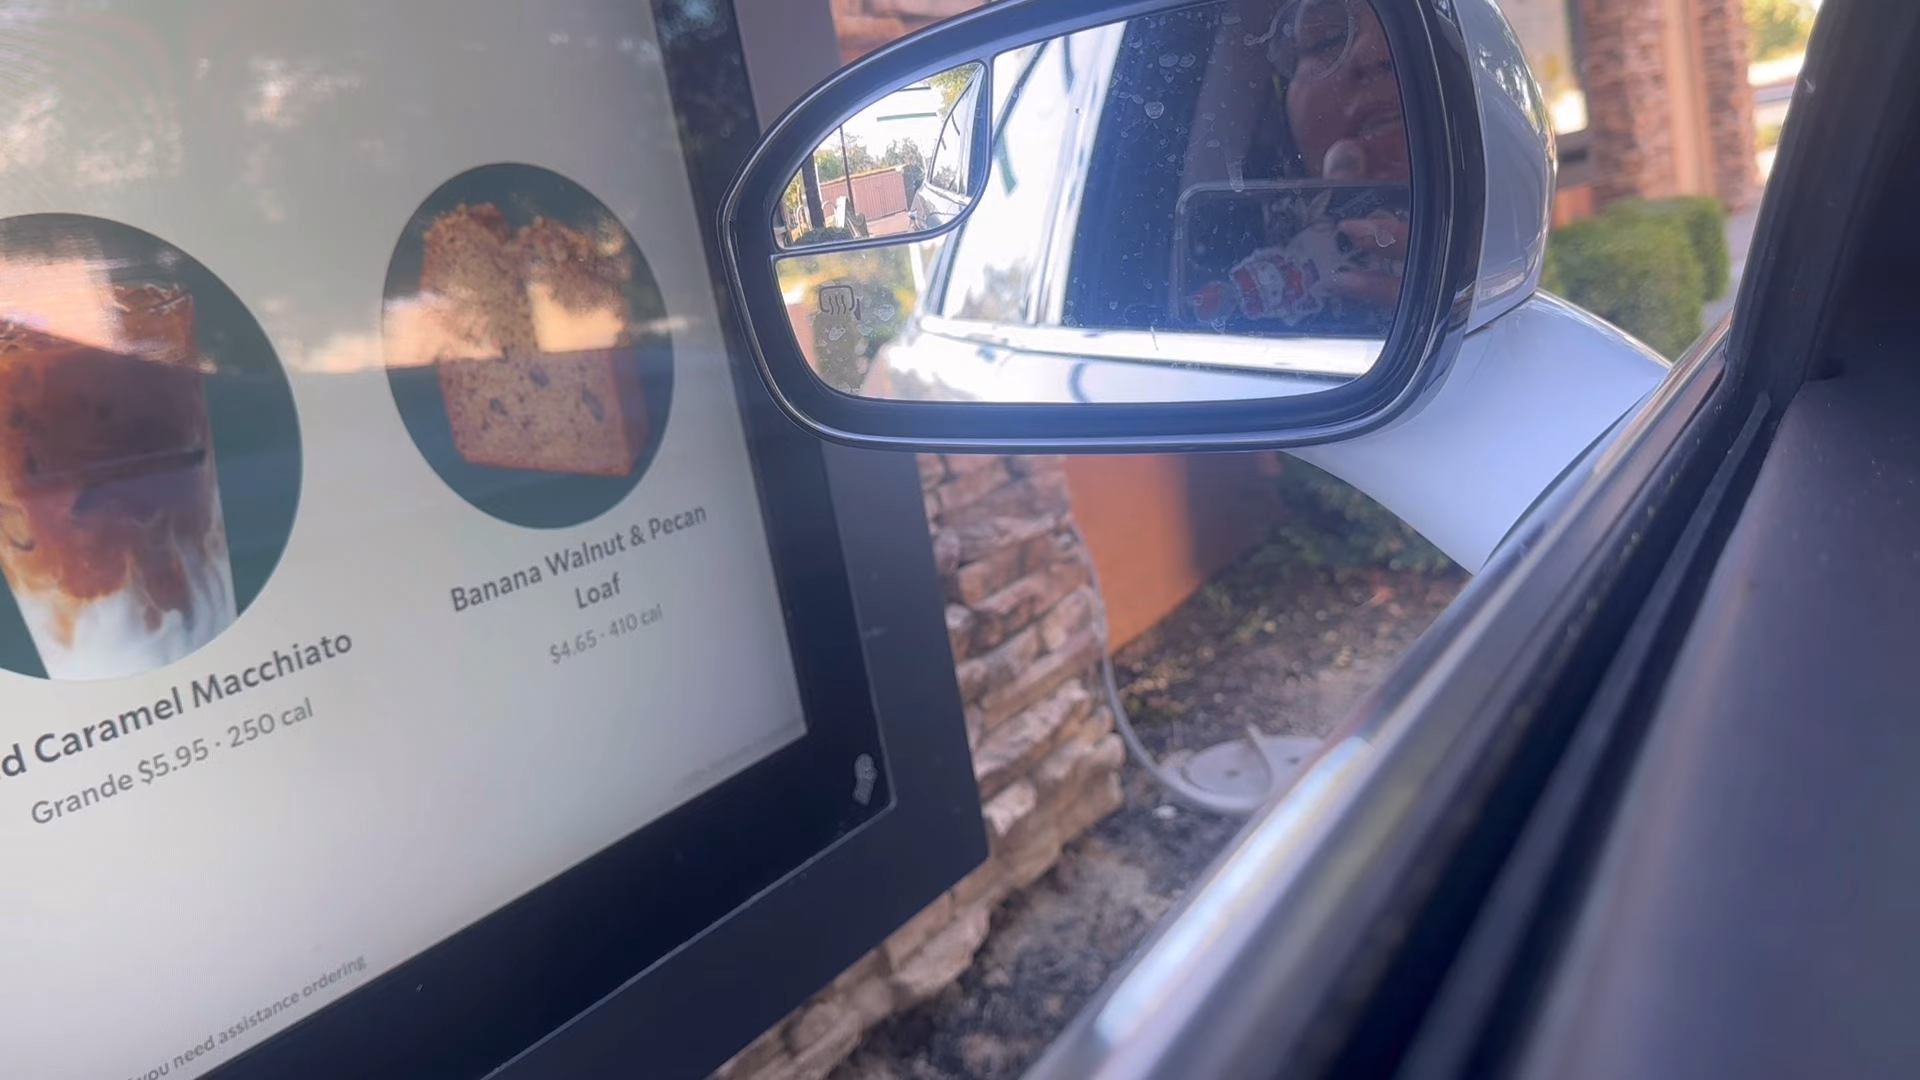 d Caramel Macchiato
Grande $5.95 · 250 cal
Banana Walnut & Pecan
Loaf
$4.65 · 410 cal
you need assistance ordering